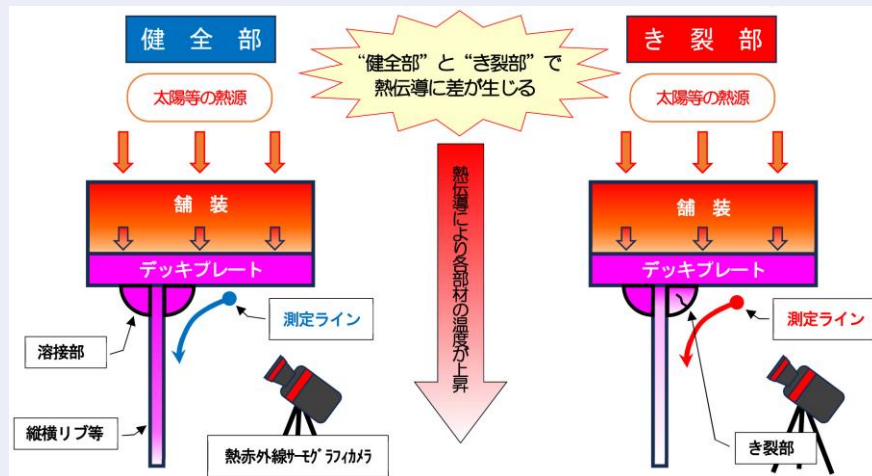 健全部
“健全部”と“き裂部”で
熱伝導に差が生じる
き裂部
太陽等の熱源
太陽等の熱源
舗装
舗装
デッキプレート
デッキプレート
熱伝導により各部材の温度が上昇
測定ライン
測定ライン
溶接部
縦横リブ等
熱赤外線サーモグラフィカメラ
き裂部